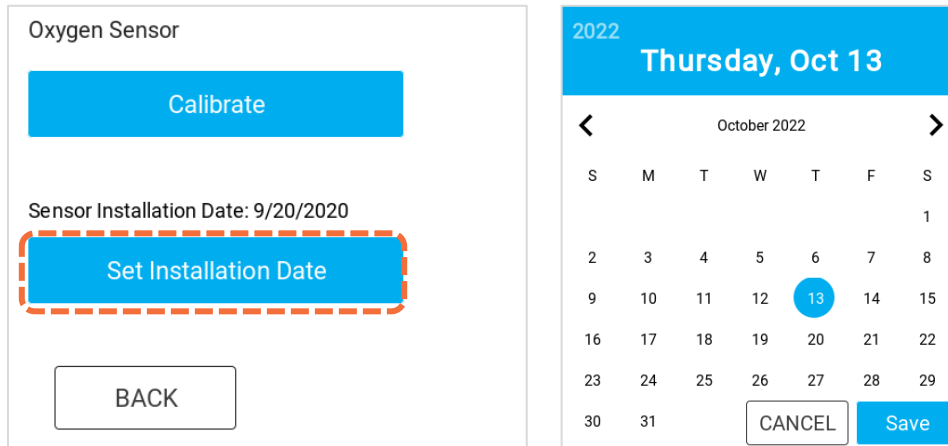 Oxygen Sensor
Calibrate
Sensor Installation Date: 9/20/2020
Set Installation Date
BACK
2022
Thursday, Oct 13
October 2022
S M T W T F S
1
2 3 4 5 6 7 8
9 10 11 12 13 14 15
16 17 18 19 20 21 22
23 24 25 26 27 28 29
30 31
CANCEL Save